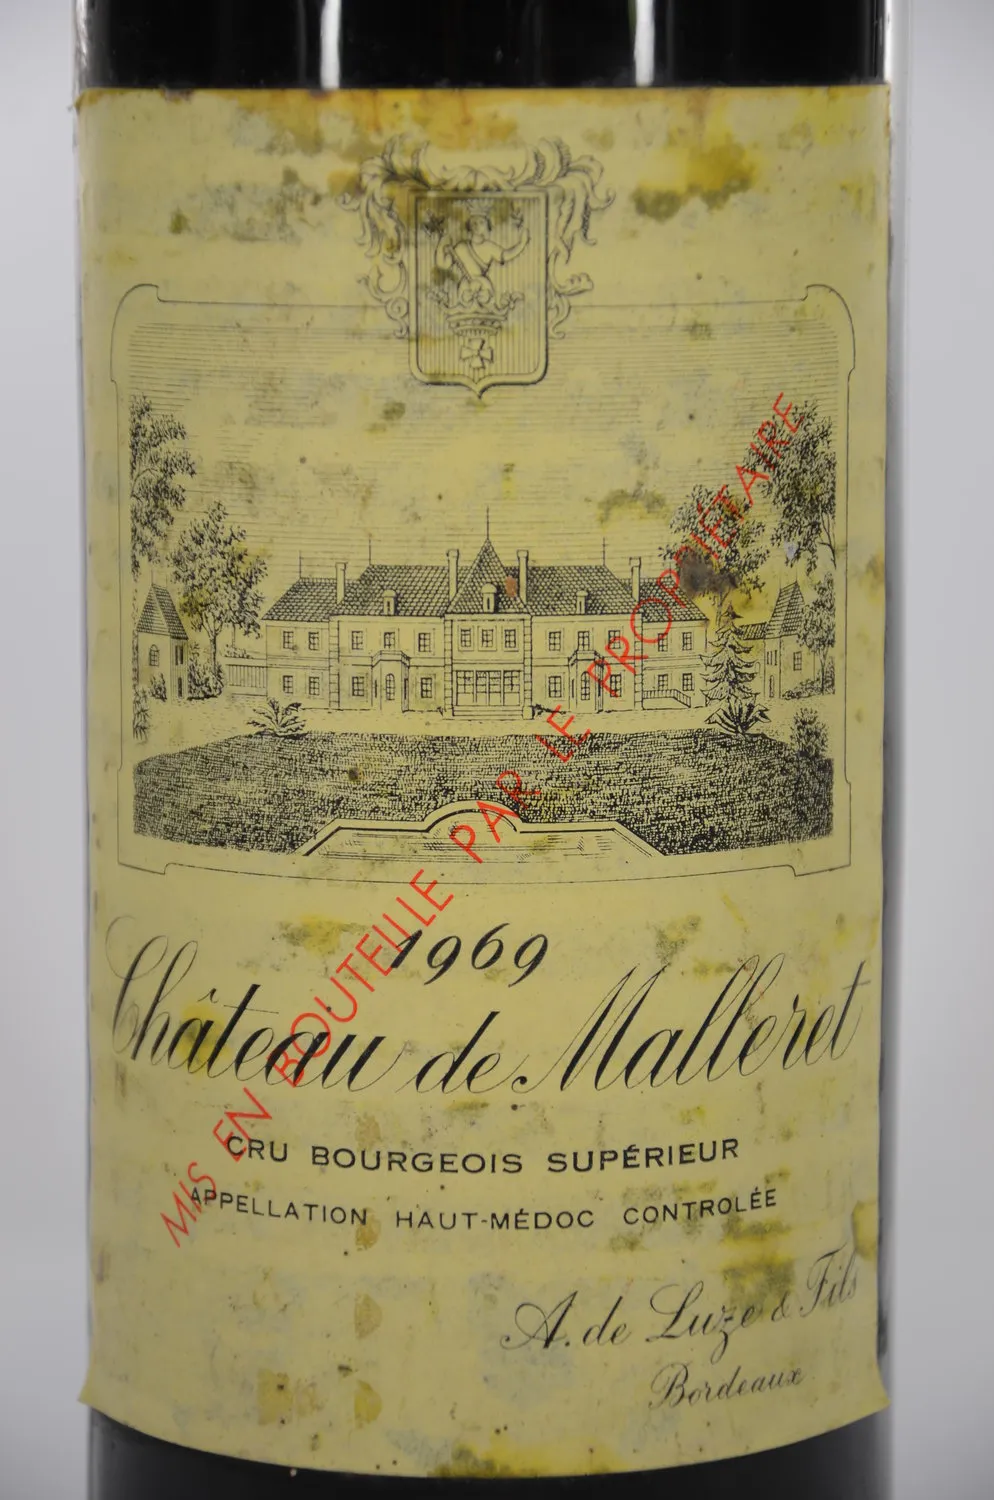 MIS EN BOUTEILLE PAR LE PROPRIÉTAIRE
1969
Château de Malleret
CRU BOURGEOIS SUPÉRIEUR
APPELLATION HAUT-MÉDOC CONTROLÉE
A. de Luze & Fils
Bordeaux